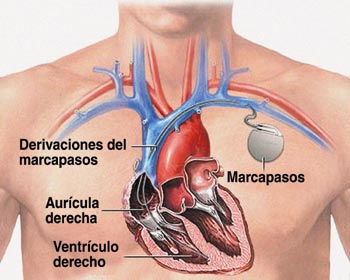 Derivaciones del
marcapasos
Marcapasos
Aurícula
derecha
Ventrículo
derecho